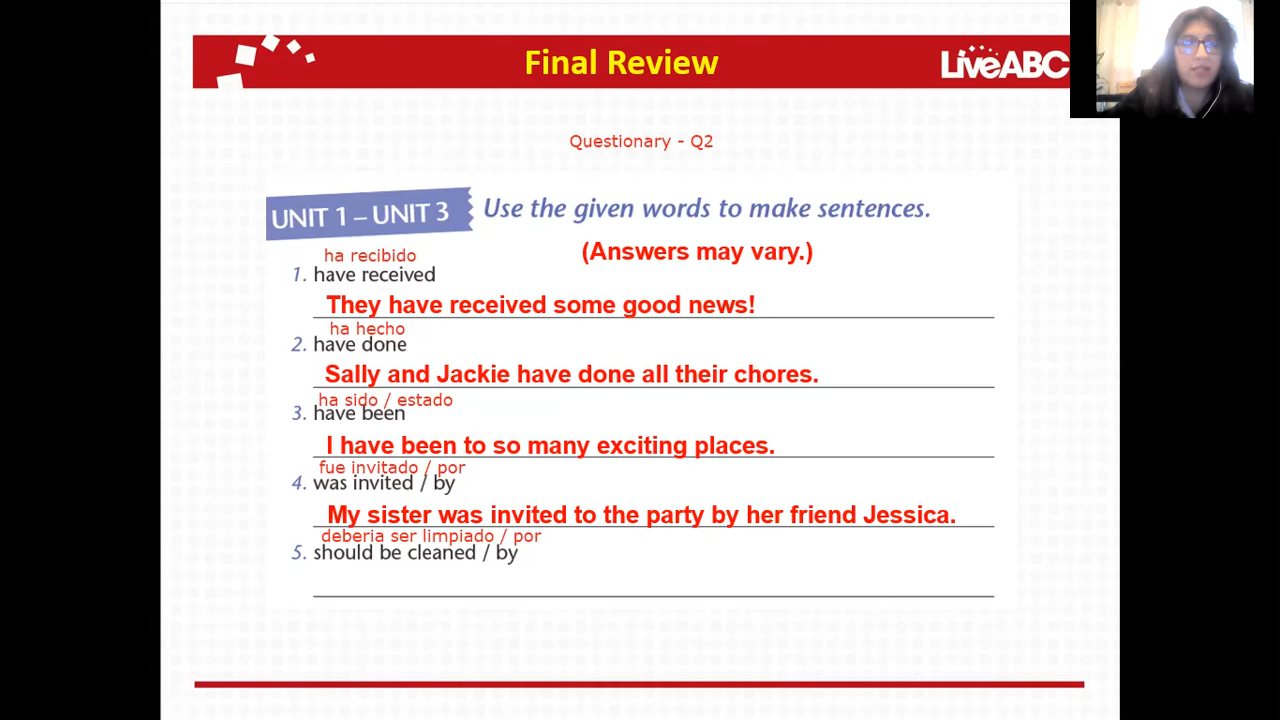 Final Review
LiveABC
Questionary - Q2
UNIT 1 – UNIT 3 Use the given words to make sentences.
(Answers may vary.)
ha recibido
1. have received
They have received some good news!
ha hecho
2. have done
Sally and Jackie have done all their chores.
ha sido / estado
3. have been
I have been to so many exciting places.
fue invitado / por
4. was invited / by
My sister was invited to the party by her friend Jessica.
deberia ser limpiado / por
5. should be cleaned / by